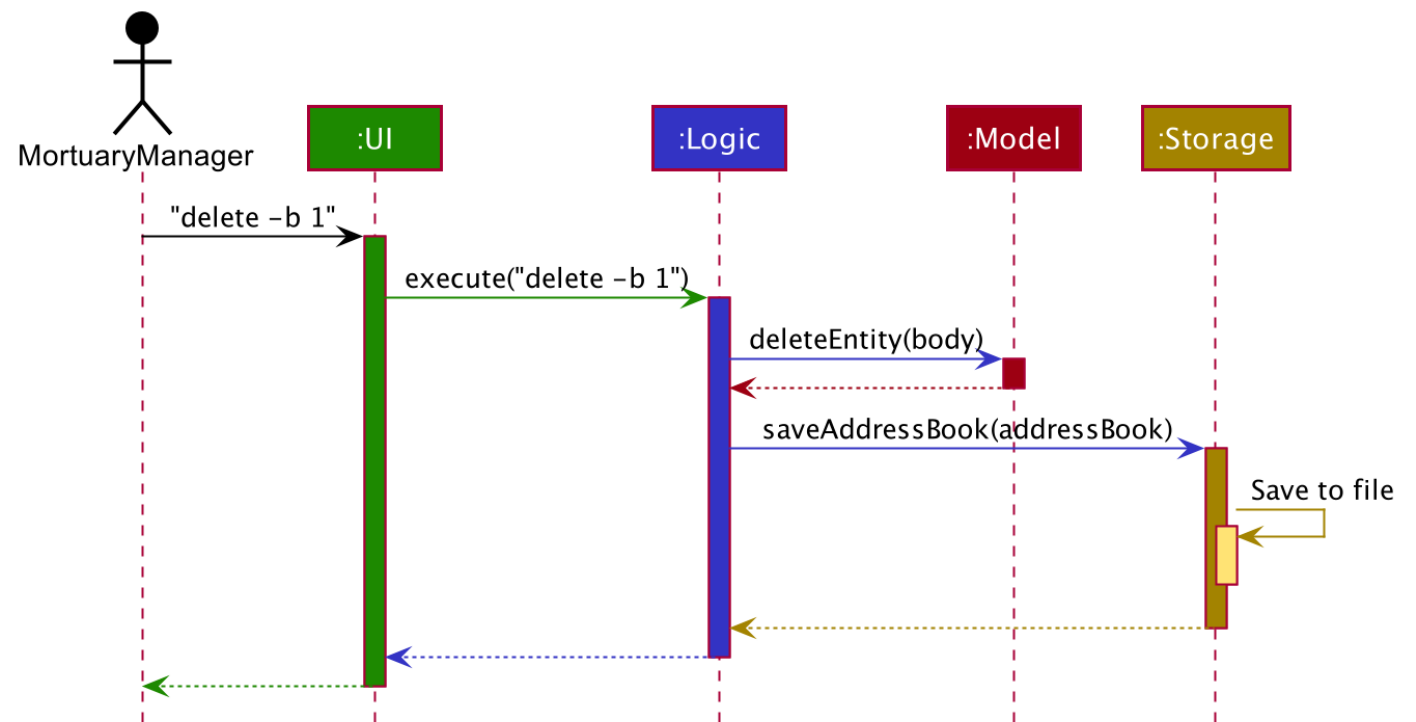 MortuaryManager
:UI
:Logic
:Model
:Storage
"delete -b 1"
execute("delete -b 1")
deleteEntity(body)
saveAddressBook(addressBook)
Save to file